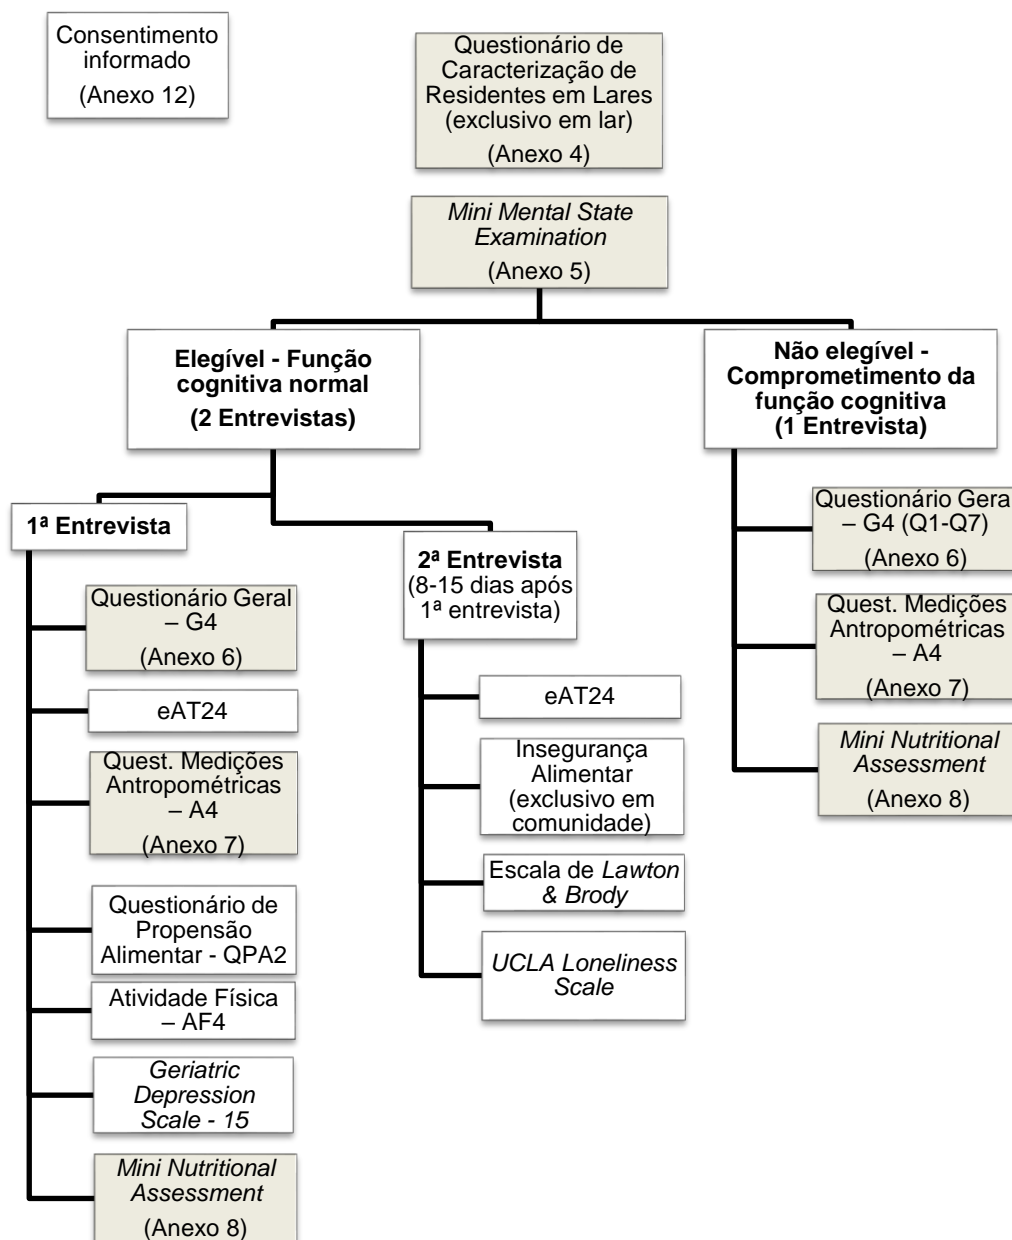 Consentimento
informado
(Anexo 12)
Questionário de
Caracterização de
Residentes em Lares
(exclusivo em lar)
(Anexo 4)
Mini Mental State
Examination
(Anexo 5)
Elegível - Função
cognitiva normal
(2 Entrevistas)
Não elegível -
Comprometimento da
função cognitiva
(1 Entrevista)
1ª Entrevista
Questionário Geral
– G4
(Anexo 6)
eAT24
Quest. Medições
Antropométricas
– A4
(Anexo 7)
Questionário de
Propensão
Alimentar - QPA2
Atividade Física
– AF4
Geriatric
Depression
Scale - 15
Mini Nutritional
Assessment
(Anexo 8)
2ª Entrevista
(8-15 dias após
1ª entrevista)
eAT24
Insegurança
Alimentar
(exclusivo em
comunidade)
Escala de Lawton
& Brody
UCLA Loneliness
Scale
Questionário Geral
– G4 (Q1-Q7)
(Anexo 6)
Quest. Medições
Antropométricas
– A4
(Anexo 7)
Mini Nutritional
Assessment
(Anexo 8)